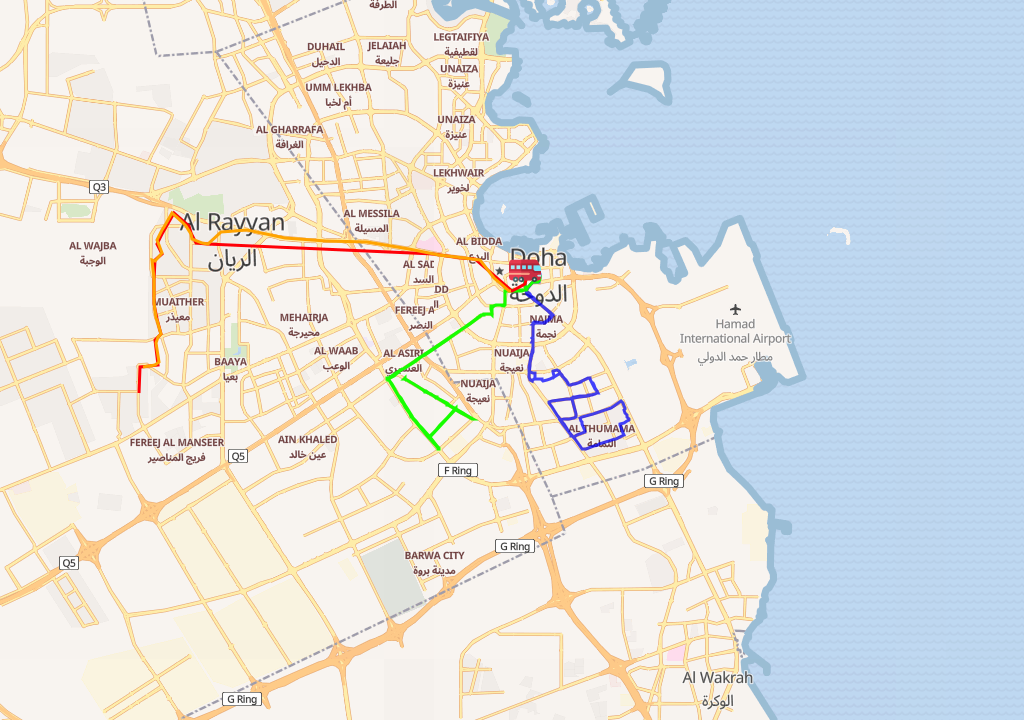 الطرفة
LEGTAIFIYA
لقطيفية
DUHAIL
الدحيل
JELAIAH
جليعة
UNAIZA
عنيزة
UMM LEKHBA
أم لخبا
UNAIZA
عنيزة
AL GHARRAFA
الغرافة
LEKHWAIR
لخوير
Q3
AL MESSILA
المسيلة
Al Rayyan
الريان
AL WAJBA
الوجبة
AL BIDDA
البدع
Doha
الدوحة
AL SAD
السد
DD
ال
MUAITHER
معيذر
FEREEJ A
النصر
MEHAIRJA
محيرجة
NAJMA
نجمة
Hamad
International Airport
مطار حمد الدولي
AL WAAB
الوعب
AL ASIRI
العسيري
NUAIJA
نعيجة
BAAYA
بعيا
NUAIJA
نعيجة
AL THUMAMA
الثمامة
FEREEJ AL MANSEER
فريج المناصير
AIN KHALED
عين خالد
Q5
F Ring
G Ring
G Ring
BARWA CITY
مدينة بروة
Q5
Al Wakrah
الوكرة
G Ring